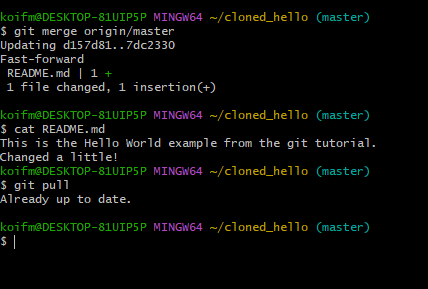 koifm@DESKTOP-81UIP5P MINGW64 ~/cloned_hello (master)
$ git merge origin/master
Updating d157d81..7dc2330
Fast-forward
 README.md | 1 +
 1 file changed, 1 insertion(+)
koifm@DESKTOP-81UIP5P MINGW64 ~/cloned_hello (master)
$ cat README.md
This is the Hello World example from the git tutorial.
Changed a little!
koifm@DESKTOP-81UIP5P MINGW64 ~/cloned_hello (master)
$ git pull
Already up to date.
koifm@DESKTOP-81UIP5P MINGW64 ~/cloned_hello (master)
$